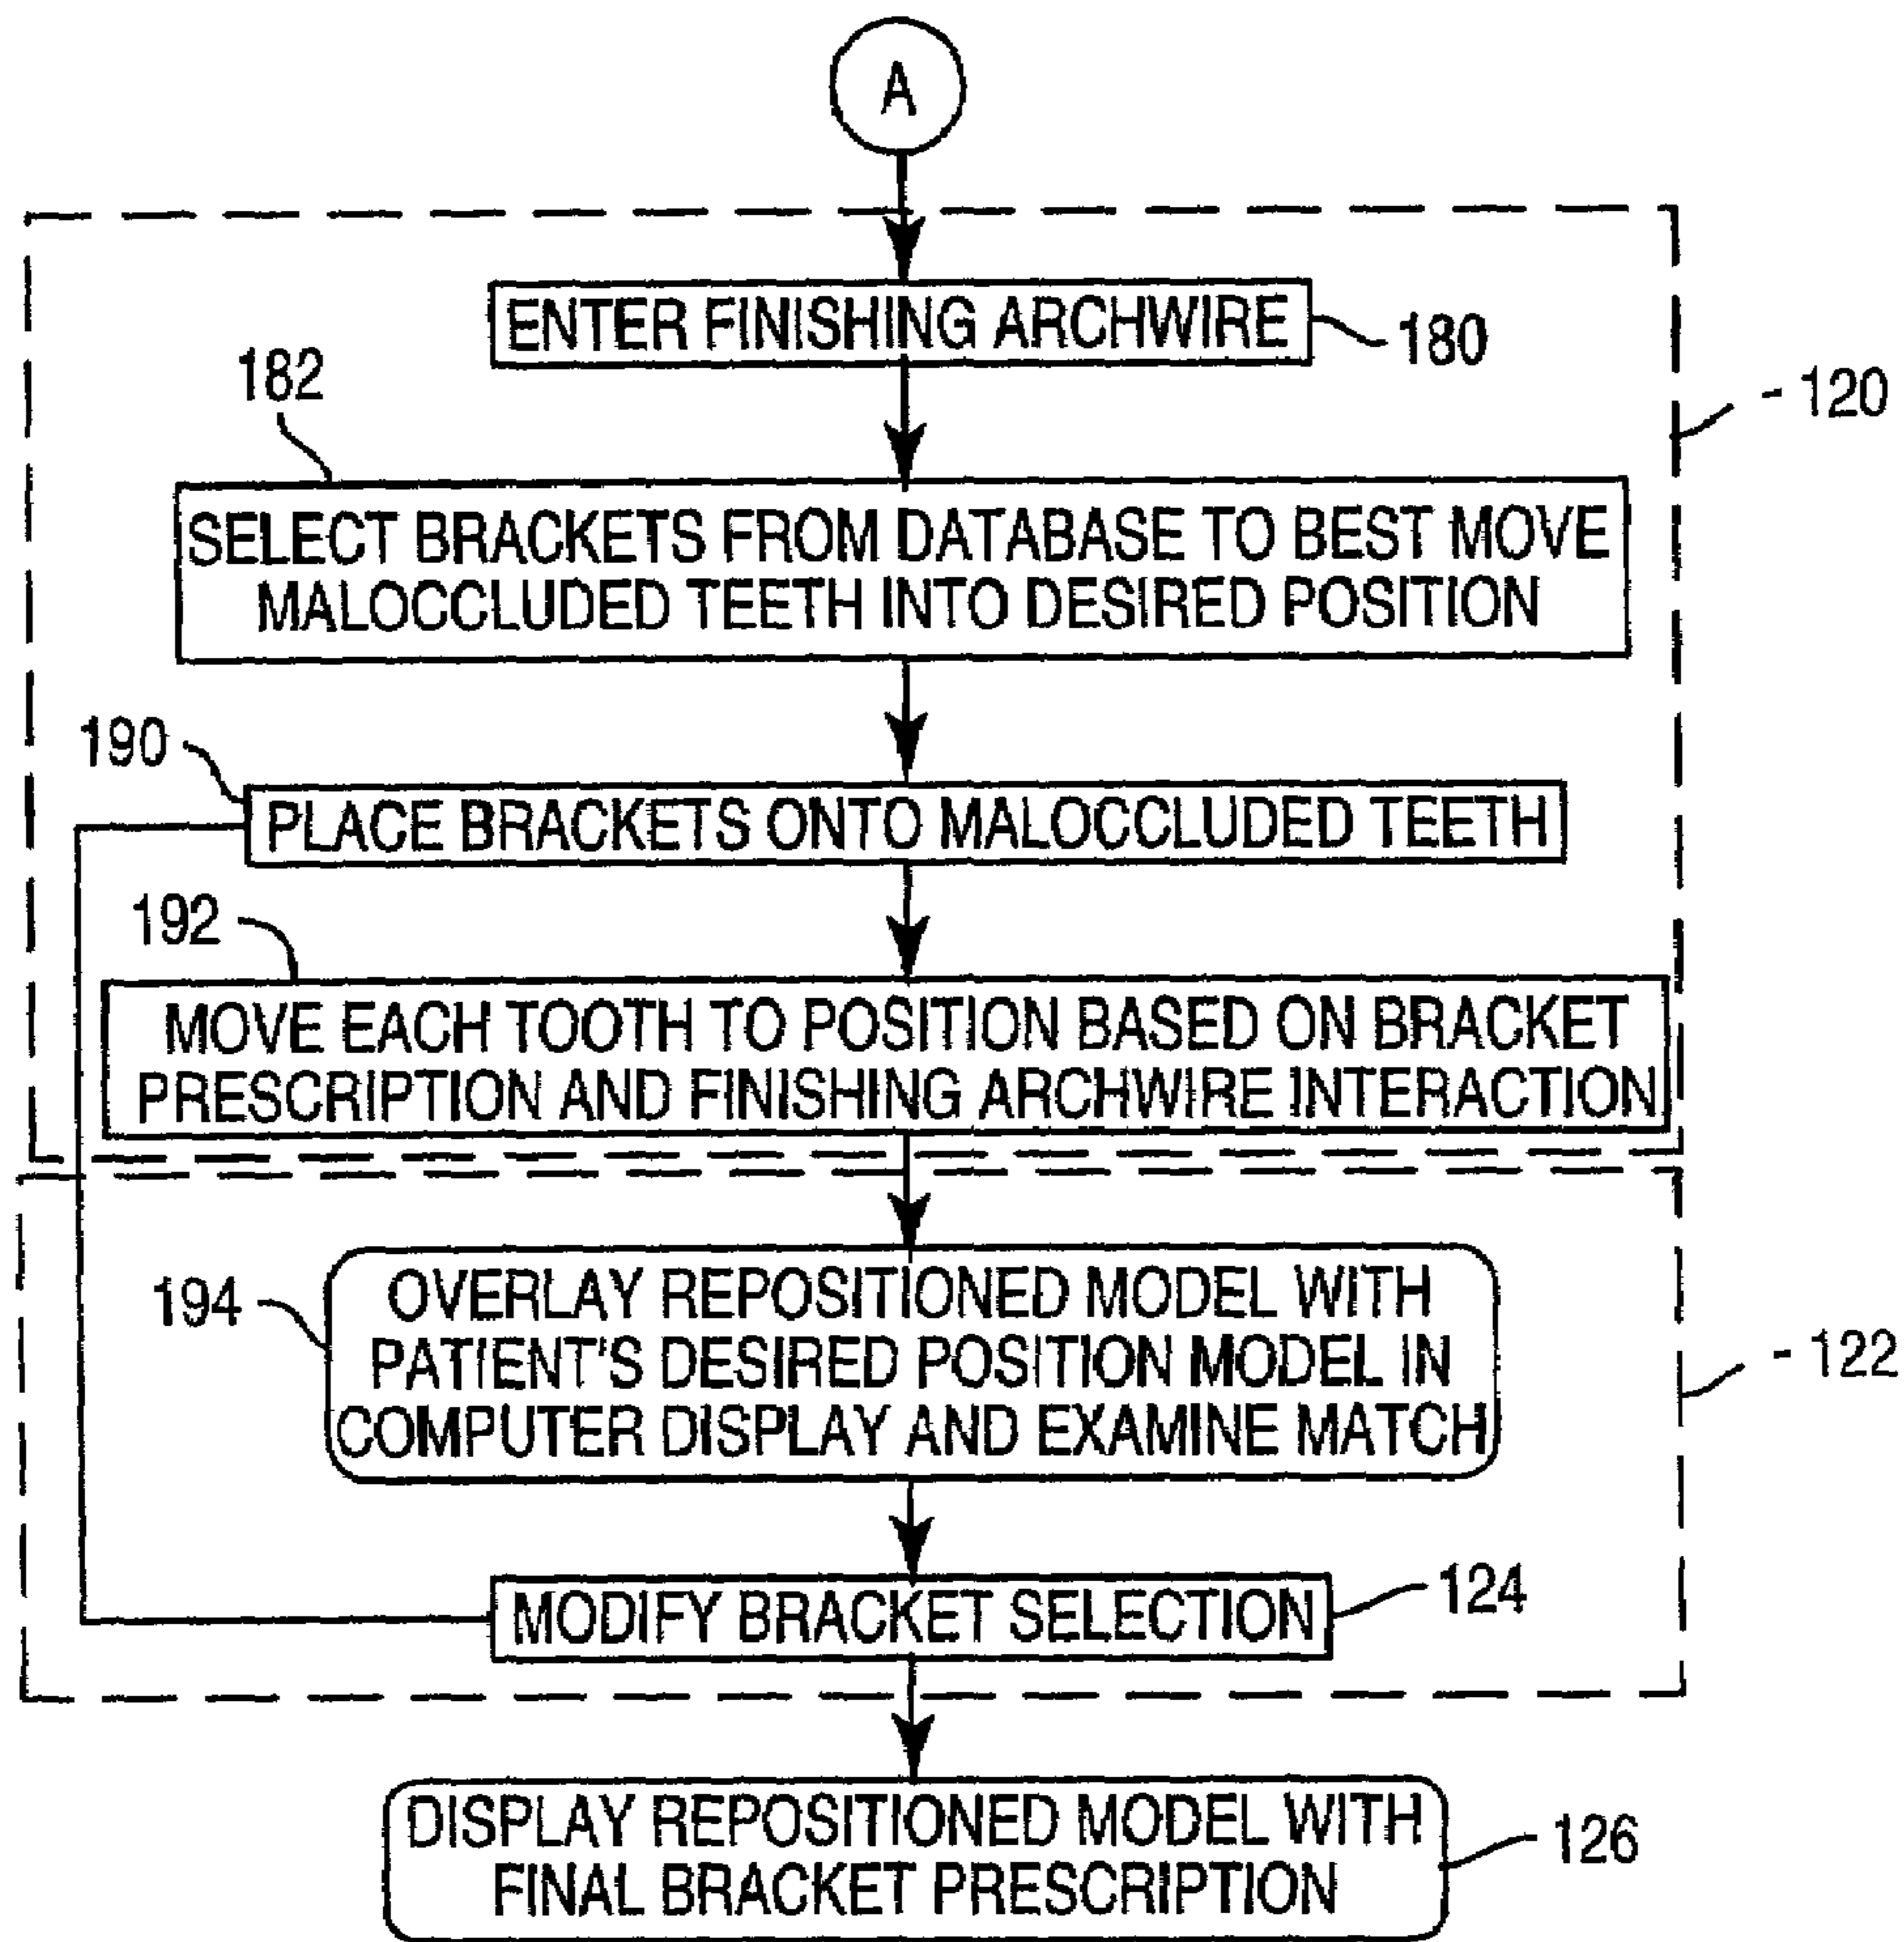 A
ENTER FINISHING ARCHWIRE
180
182
120
SELECT BRACKETS FROM DATABASE TO BEST MOVE
MALOCCLUDED TEETH INTO DESIRED POSITION
190
PLACE BRACKETS ONTO MALOCCLUDED TEETH
192
MOVE EACH TOOTH TO POSITION BASED ON BRACKET
PRESCRIPTION AND FINISHING ARCHWIRE INTERACTION
194
OVERLAY REPOSITIONED MODEL WITH
PATIENT'S DESIRED POSITION MODEL IN
COMPUTER DISPLAY AND EXAMINE MATCH
122
MODIFY BRACKET SELECTION
124
DISPLAY REPOSITIONED MODEL WITH
FINAL BRACKET PRESCRIPTION
126